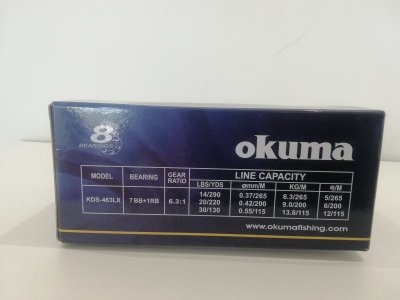 8
BEARINGS
okuma
MODEL BEARING GEAR RATIO LINE CAPACITY
LBS/YDS ømm/M KG/M 号/M
KDS-463LX 7BB+1RB 6.3:1 14/290 0.37/265 6.3/265 5/265
20/220 0.42/200 9.0/200 6/200
30/130 0.55/115 13.6/115 12/115
www.okumafishing.com